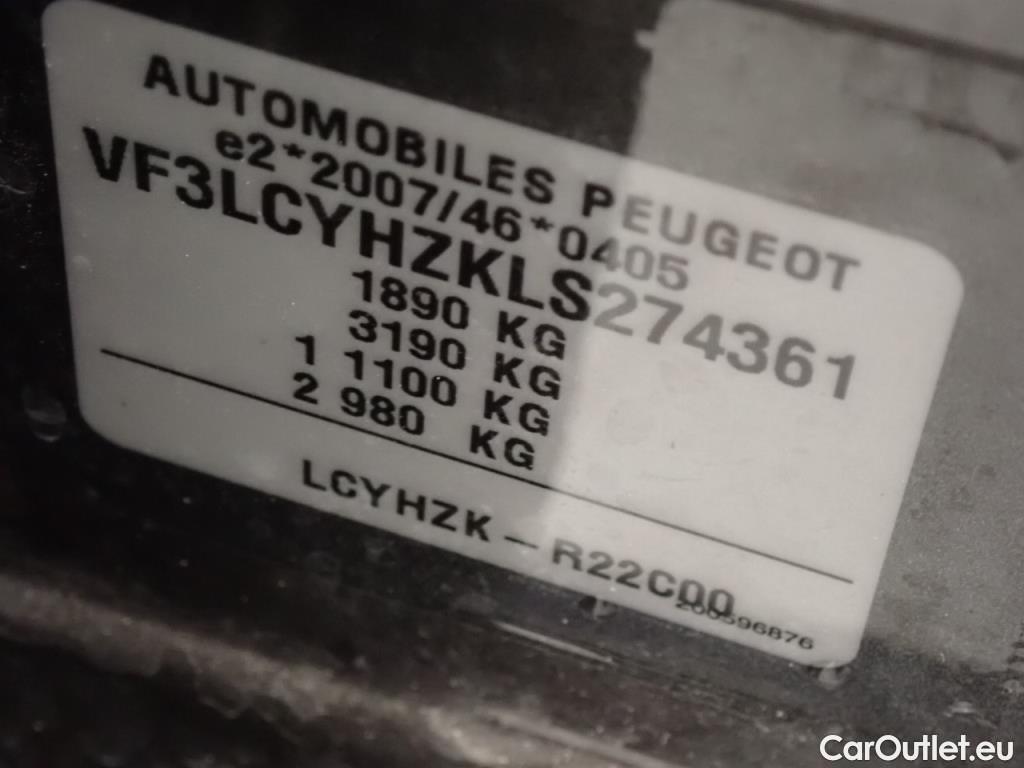 AUTOMOBILES PEUGEOT
e2*2007/46*0405
VF3LCYHZKLS274361
1890 KG
3190 KG
1 1100 KG
2 980 KG
LCYHZK - R22C00
200596876
CarOutlet.eu